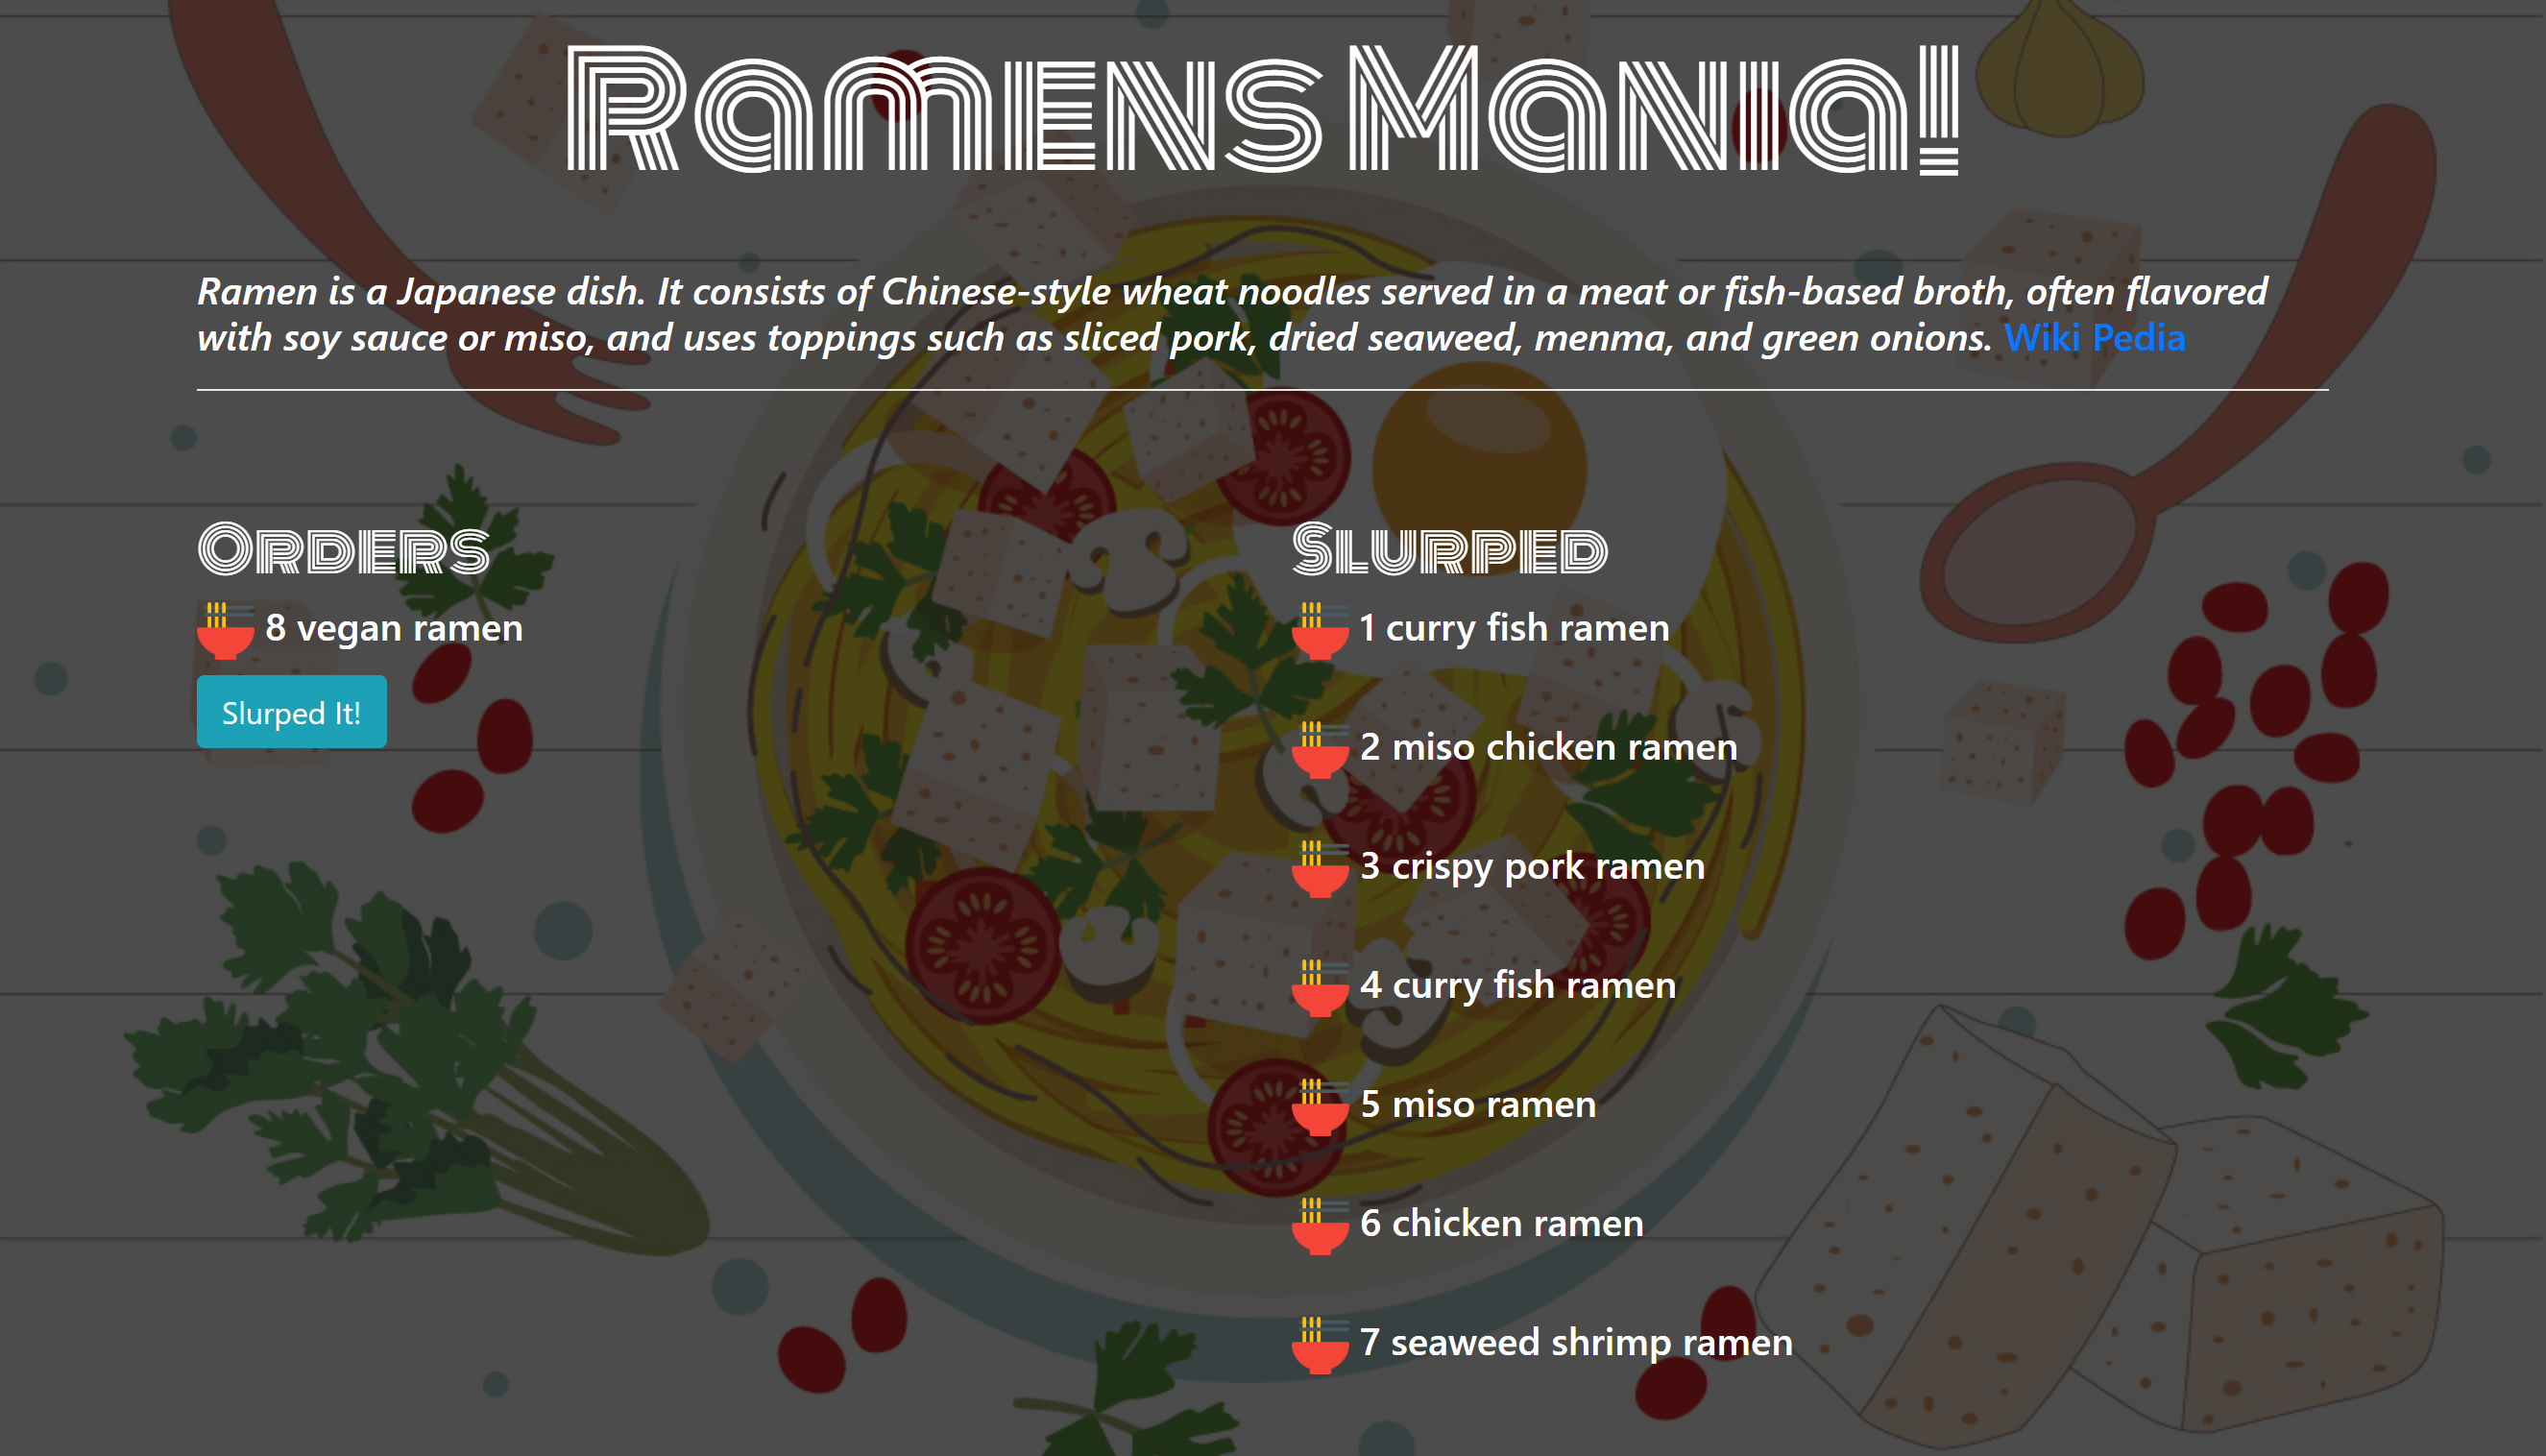 Ramens Mania!
Ramen is a Japanese dish. It consists of Chinese-style wheat noodles served in a meat or fish-based broth, often flavored
with soy sauce or miso, and uses toppings such as sliced pork, dried seaweed, menma, and green onions. Wiki Pedia
Orders
8 vegan ramen
Slurped It!
Slurped
1 curry fish ramen
2 miso chicken ramen
3 crispy pork ramen
4 curry fish ramen
5 miso ramen
6 chicken ramen
7 seaweed shrimp ramen